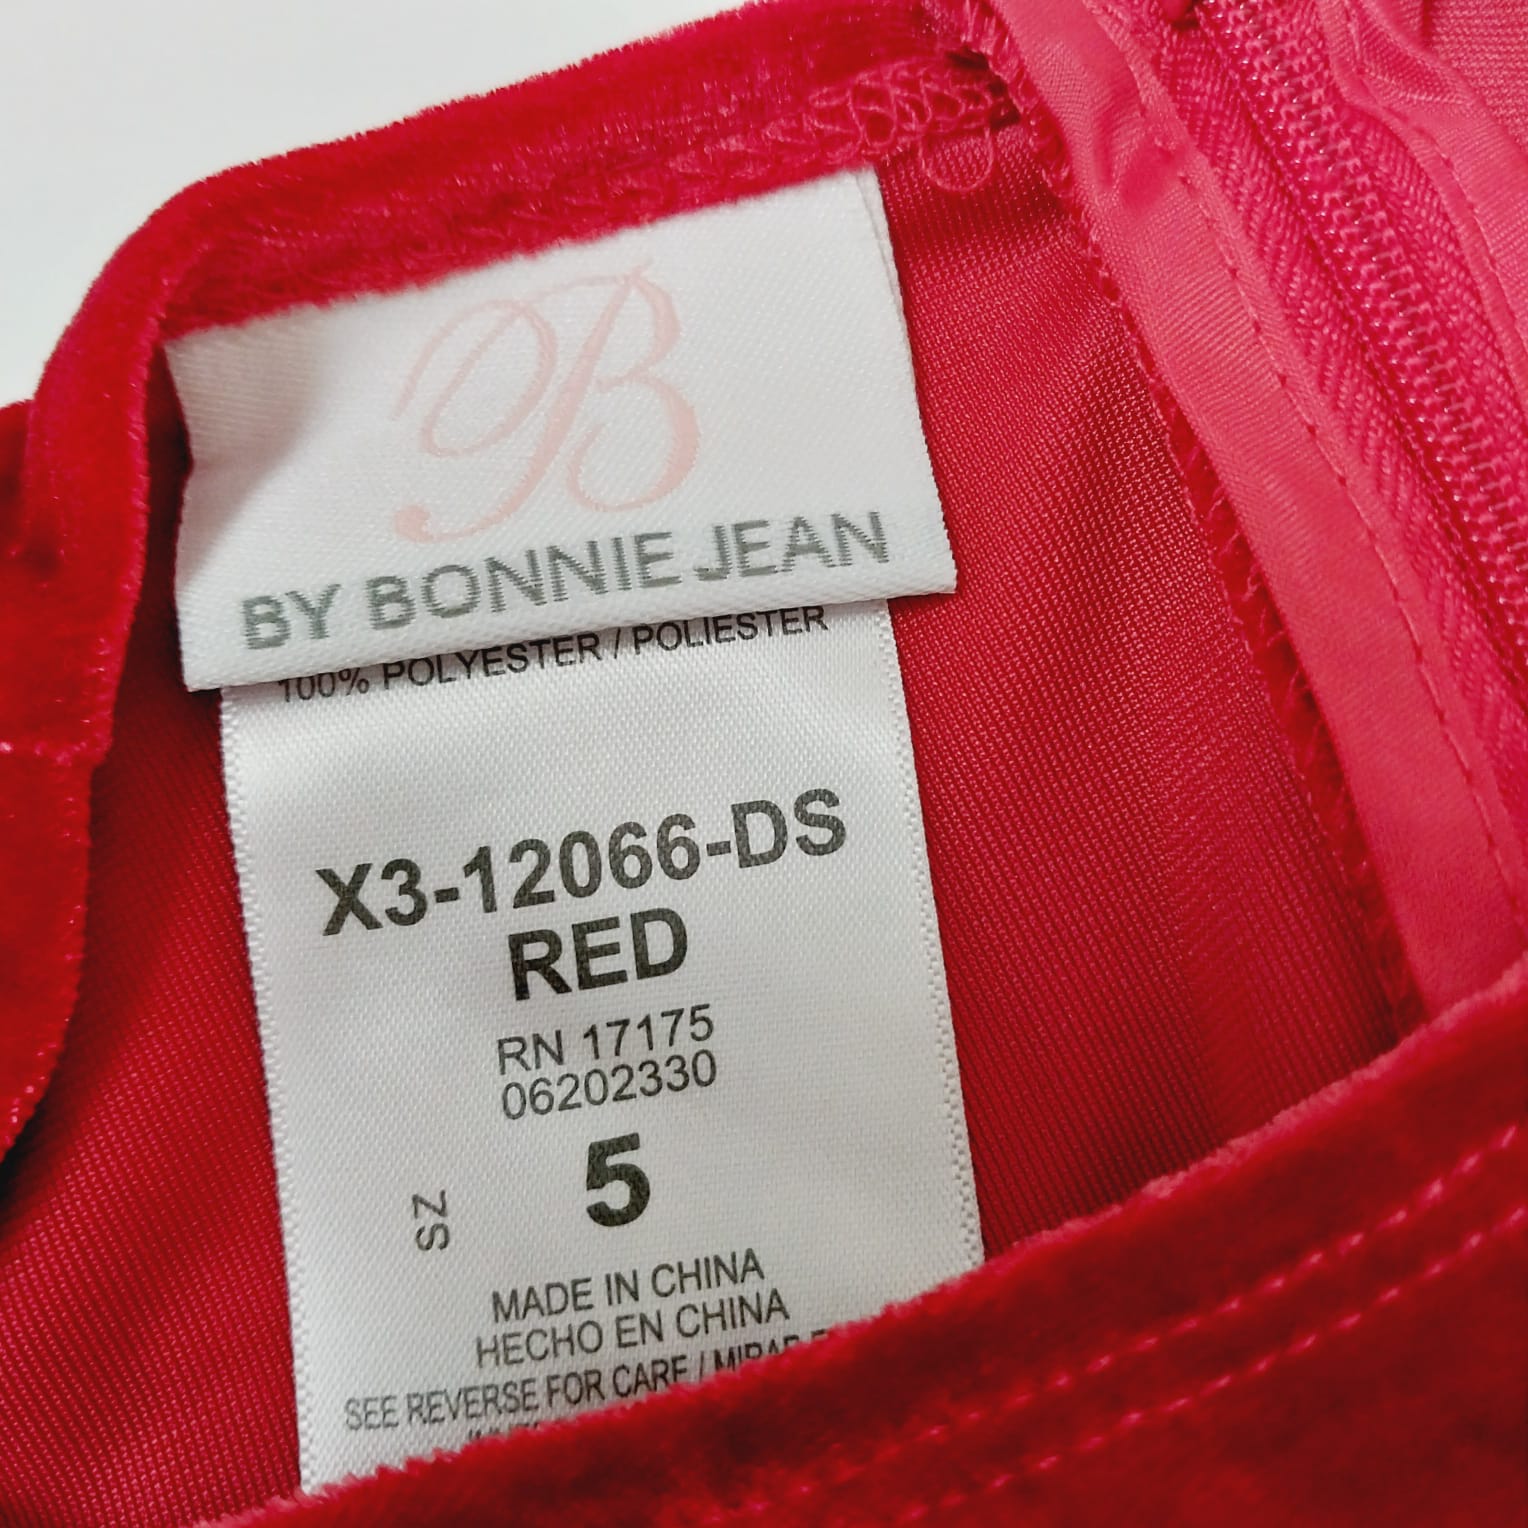 B
BY BONNIE JEAN
100% POLYESTER / POLIESTER
X3-12066-DS
RED
RN 17175
06202330
5
SZ
MADE IN CHINA
HECHO EN CHINA
SEE REVERSE FOR CARE / MIRAR